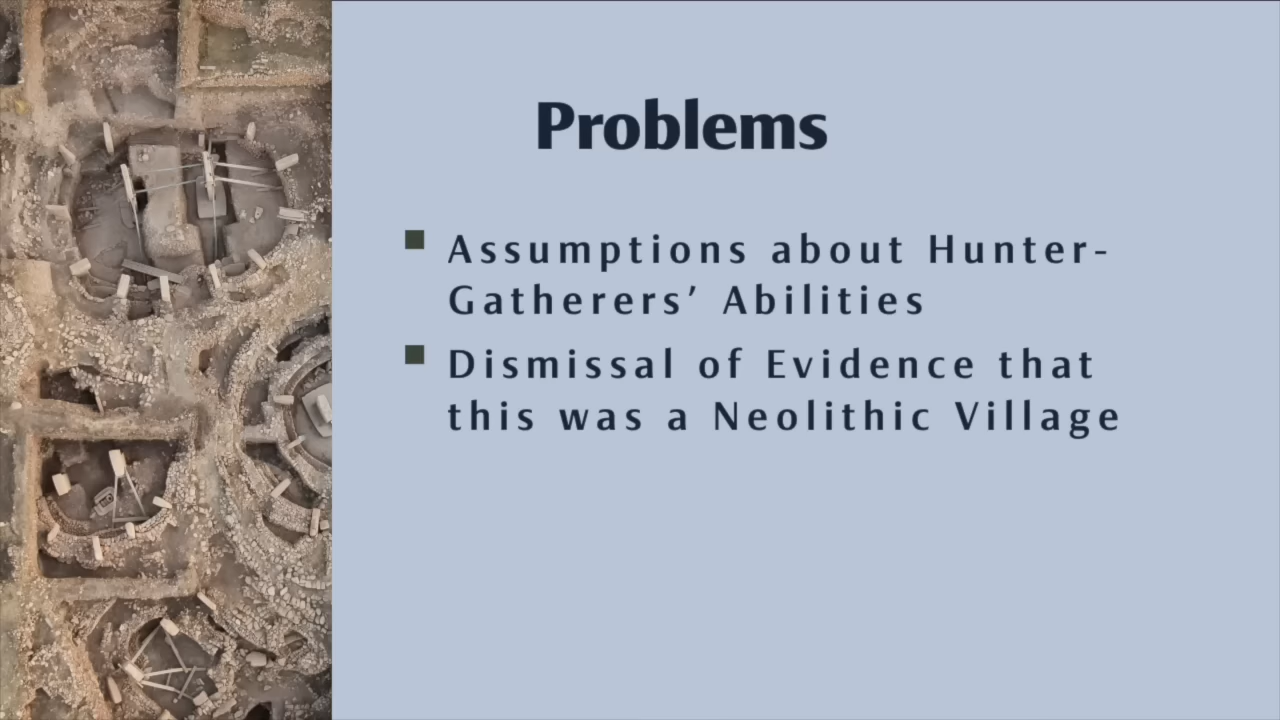 Problems
Assumptions about Hunter-
Gatherers’ Abilities
Dismissal of Evidence that
this was a Neolithic Village